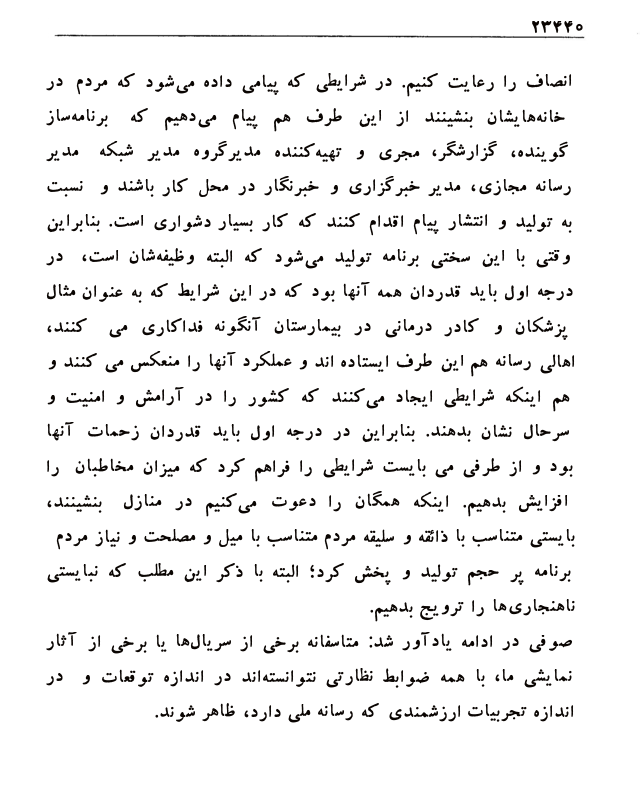 ۲۳۴۴۰
انصاف را رعایت کنیم. در شرایطی که پیامی داده می‌شود که مردم در
خانه‌هایشان بنشینند از این طرف هم پیام می‌دهیم که برنامه‌ساز
گوینده، گزارشگر، مجری و تهیه‌کننده مدیرگروه مدیر شبکه مدیر
رسانه مجازی، مدیر خبرگزاری و خبرنگار در محل کار باشند و نسبت
به تولید و انتشار پیام اقدام کنند که کار بسیار دشواری است. بنابراین
وقتی با این سختی برنامه تولید می‌شود که البته وظیفه‌شان است، در
درجه اول باید قدردان همه آنها بود که در این شرایط که به عنوان مثال
پزشکان و کادر درمانی در بیمارستان آنگونه فداکاری می کنند،
اهالی رسانه هم این طرف ایستاده اند و عملکرد آنها را منعکس می کنند و
هم اینکه شرایطی ایجاد می‌کنند که کشور را در آرامش و امنیت و
سرحال نشان بدهند. بنابراین در درجه اول باید قدردان زحمات آنها
بود و از طرفی می بایست شرایطی را فراهم کرد که میزان مخاطبان را
افزایش بدهیم. اینکه همگان را دعوت می‌کنیم در منازل بنشینند،
بایستی متناسب با ذائقه و سلیقه مردم متناسب با میل و مصلحت و نیاز مردم
برنامه پر حجم تولید و پخش کرد؛ البته با ذکر این مطلب که نبایستی
ناهنجاری‌ها را ترویج بدهیم.
صوفی در ادامه یادآور شد: متاسفانه برخی از سریال‌ها یا برخی از آثار
نمایشی ما، با همه ضوابط نظارتی نتوانسته‌اند در اندازه توقعات و در
اندازه تجربیات ارزشمندی که رسانه ملی دارد، ظاهر شوند.